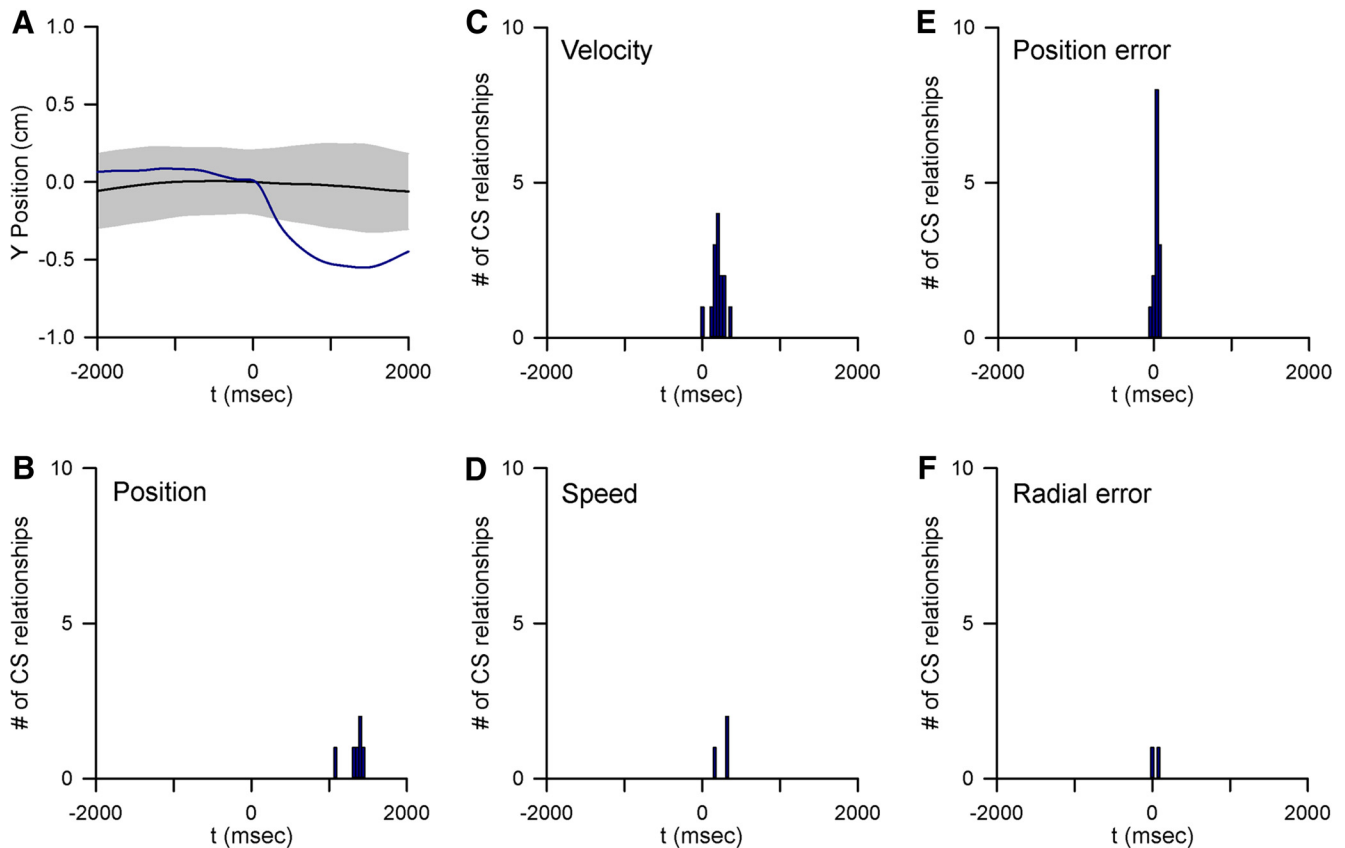 A
1.0
0.5
0.0
-0.5
-1.0
Y Position (cm)
-2000
0
2000
t (msec)
C
10
5
0
# of CS relationships
Velocity
-2000
0
2000
t (msec)
E
10
5
0
# of CS relationships
Position error
-2000
0
2000
t (msec)
B
10
5
0
# of CS relationships
Position
-2000
0
2000
t (msec)
D
10
5
0
# of CS relationships
Speed
-2000
0
2000
t (msec)
F
10
5
0
# of CS relationships
Radial error
-2000
0
2000
t (msec)